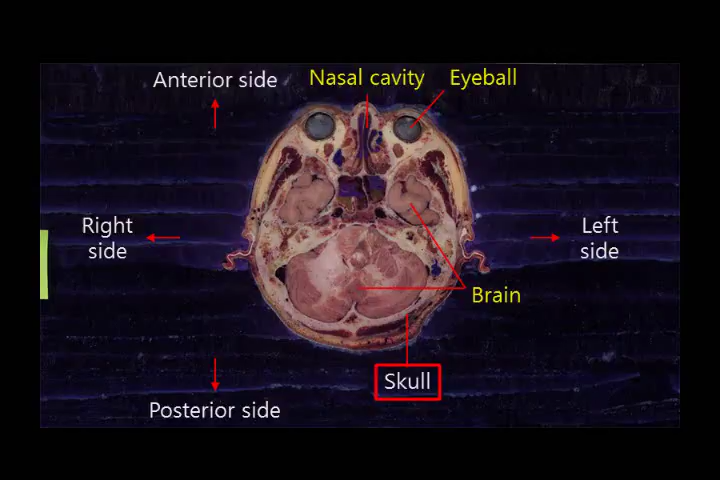 Anterior side
Nasal cavity
Eyeball
Right
side
Left
side
Brain
Skull
Posterior side